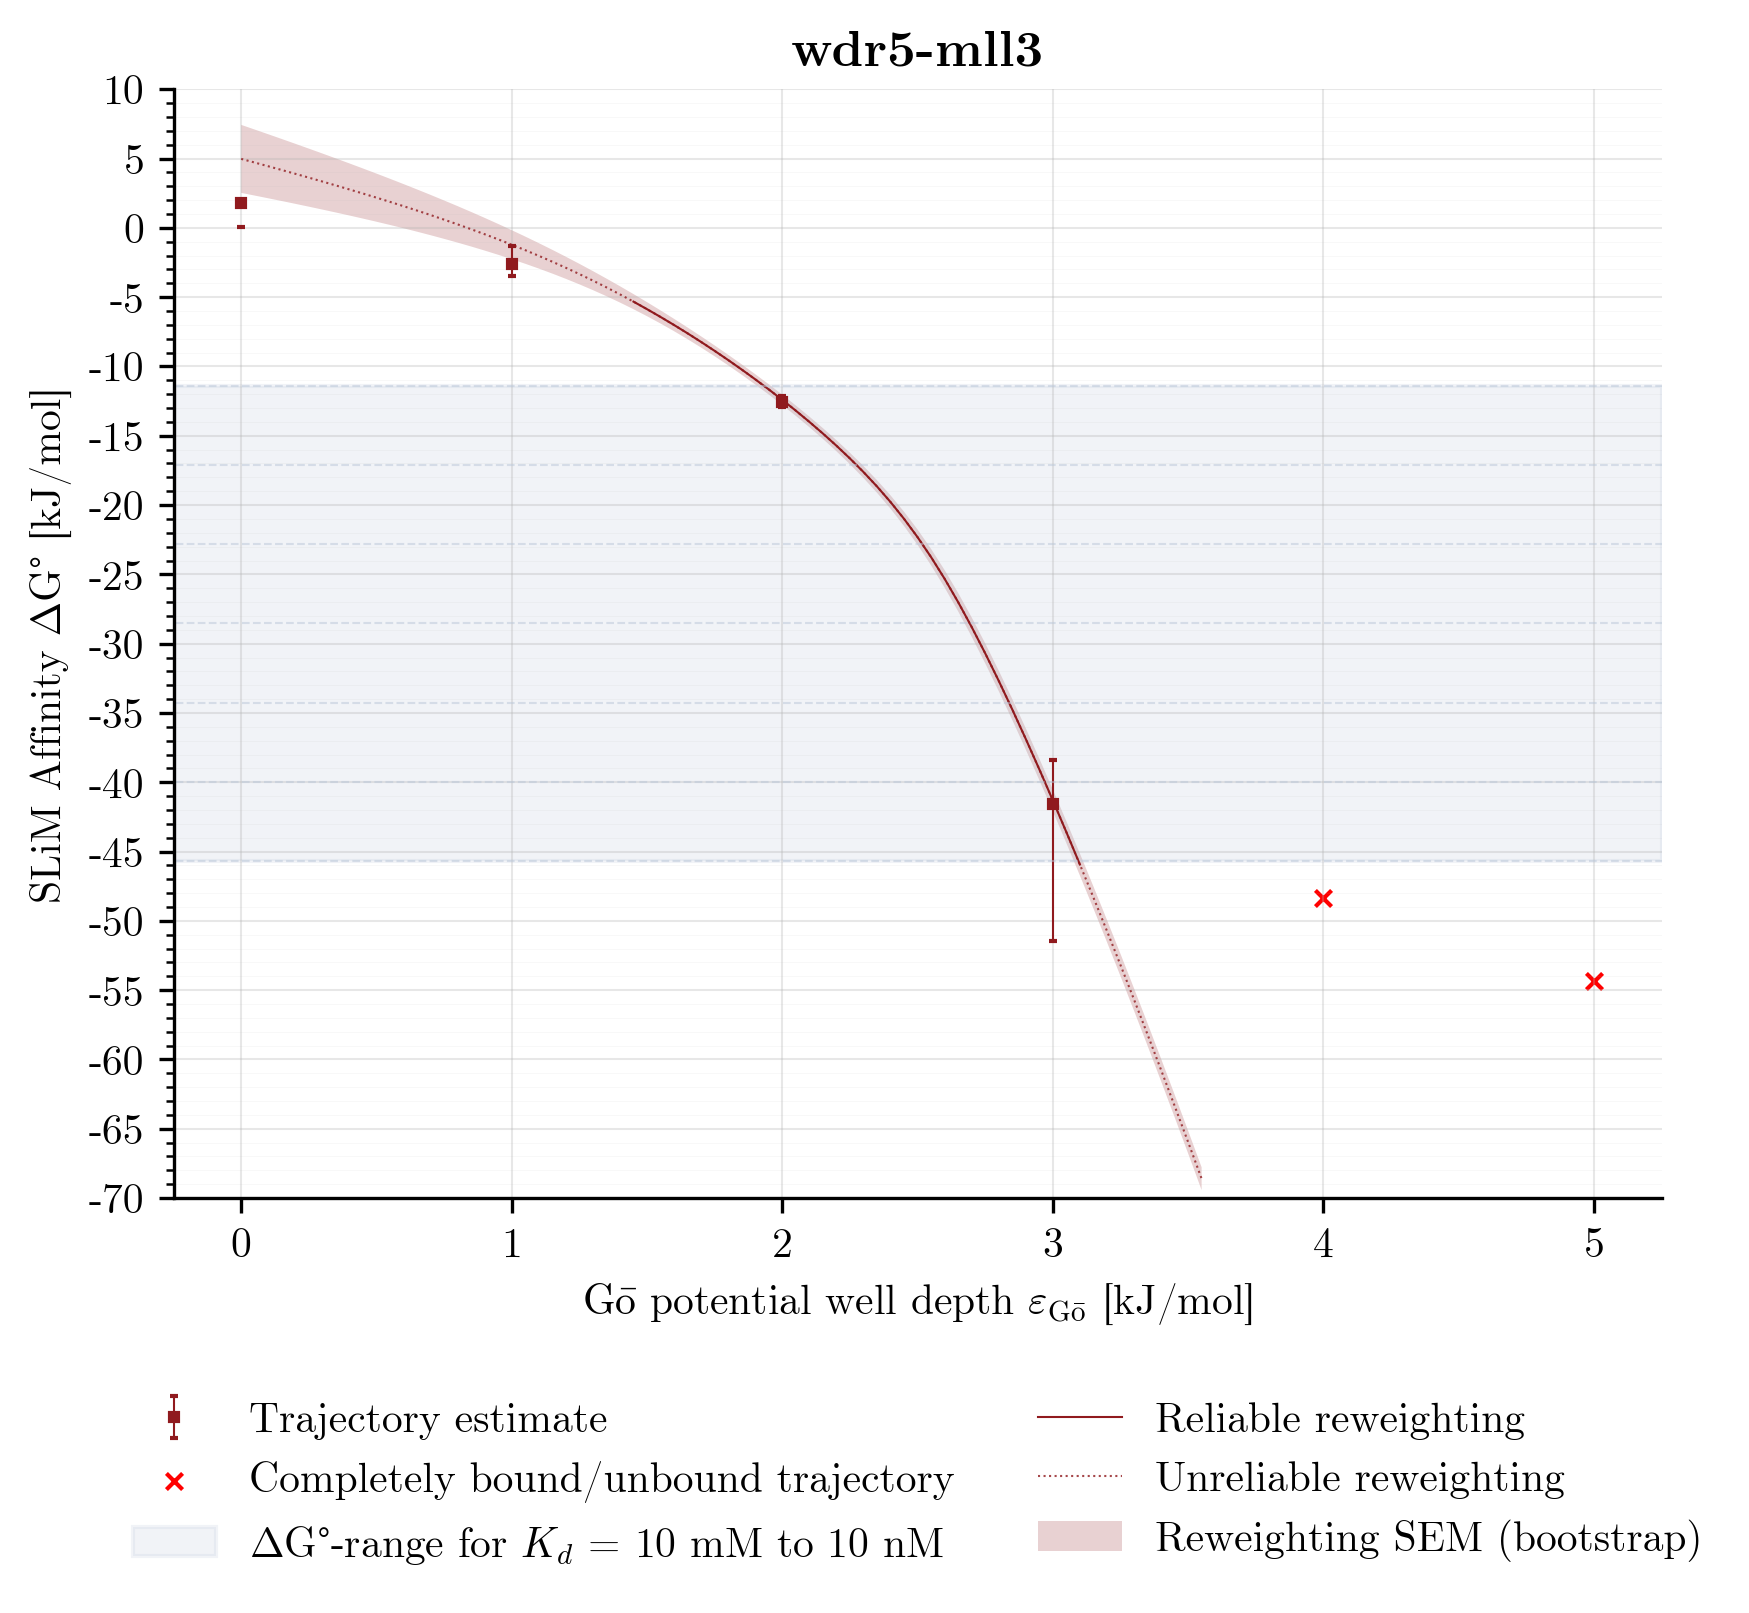 wdr5-mll3
10
5
0
-5
-10
-15
-20
-25
-30
-35
-40
-45
-50
-55
-60
-65
-70
SLiM Affinity ΔG° [kJ/mol]
0 1 2 3 4 5
Gō potential well depth ε_Gō [kJ/mol]
Trajectory estimate
Completely bound/unbound trajectory
ΔG°-range for K_d = 10 mM to 10 nM
Reliable reweighting
Unreliable reweighting
Reweighting SEM (bootstrap)